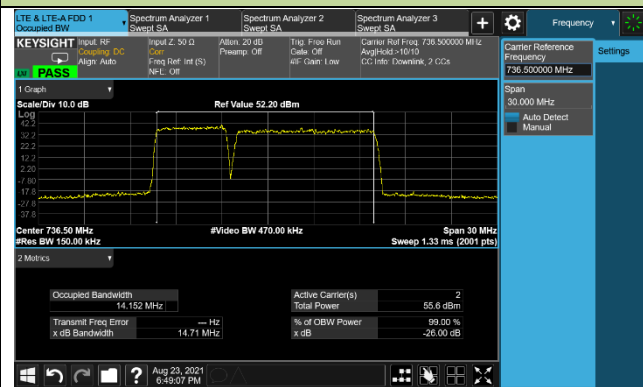 LTE & LTE-A FDD 1
Occupied BW
Spectrum Analyzer 1
Swept SA
Spectrum Analyzer 2
Swept SA
Spectrum Analyzer 3
Swept SA
Frequency
KEYSIGHT
Input: RF
Coupling: DC
Align: Auto
Input Z: 50 Ω
Corr
Freq Ref: Int (S)
NFE: Off
Atten: 20 dB
Preamp: Off
Trig: Free Run
Gate: Off
#IF Gain: Low
Carrier Ref Freq: 736.500000 MHz
Avg|Hold:>10/10
CC Info: Downlink, 2 CCs
PASS
Carrier Reference
Frequency
736.500000 MHz
Settings
Span
30.000 MHz
Auto Detect
Manual
1 Graph
Scale/Div 10.0 dB
Ref Value 52.20 dBm
Log
42.2
32.2
22.2
12.2
2.20
-7.80
-17.8
-27.8
-37.8
Center 736.50 MHz
#Video BW 470.00 kHz
Span 30 MHz
#Res BW 150.00 kHz
Sweep 1.33 ms (2001 pts)
2 Metrics
Occupied Bandwidth
14.152 MHz
Active Carrier(s)
2
Total Power
55.6 dBm
Transmit Freq Error
--- Hz
% of OBW Power
99.00 %
x dB Bandwidth
14.71 MHz
x dB
-26.00 dB
Aug 23, 2021
6:49:07 PM